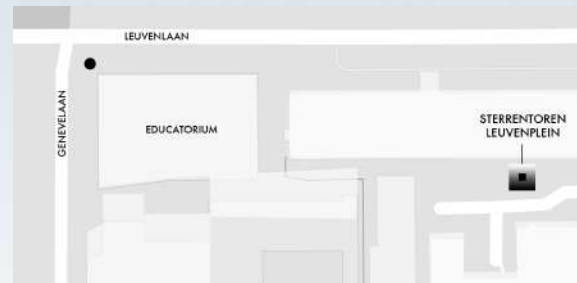 LEUVENLAAN
GENEVELAAN
EDUCATORIUM
STERRENTOREN
LEUVENPLEIN